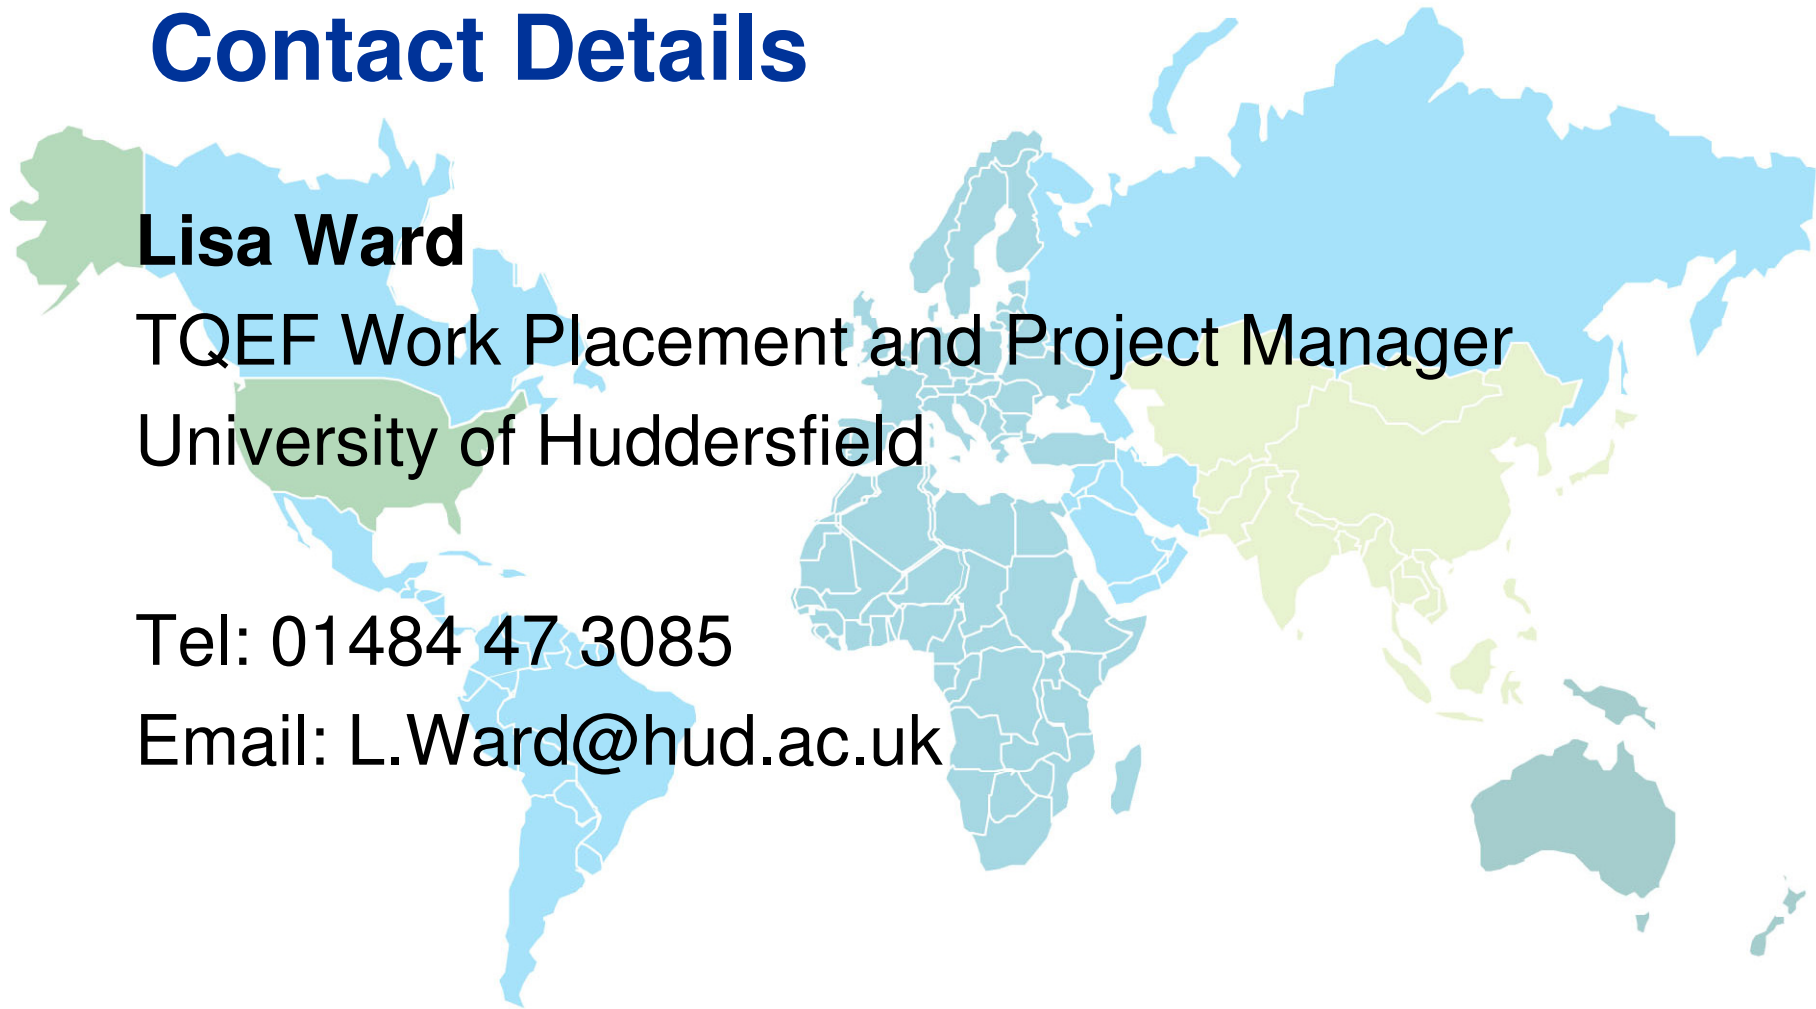 Contact Details
Lisa Ward
TQEF Work Placement and Project Manager
University of Huddersfield
Tel: 01484 47 3085
Email: L.Ward@hud.ac.uk